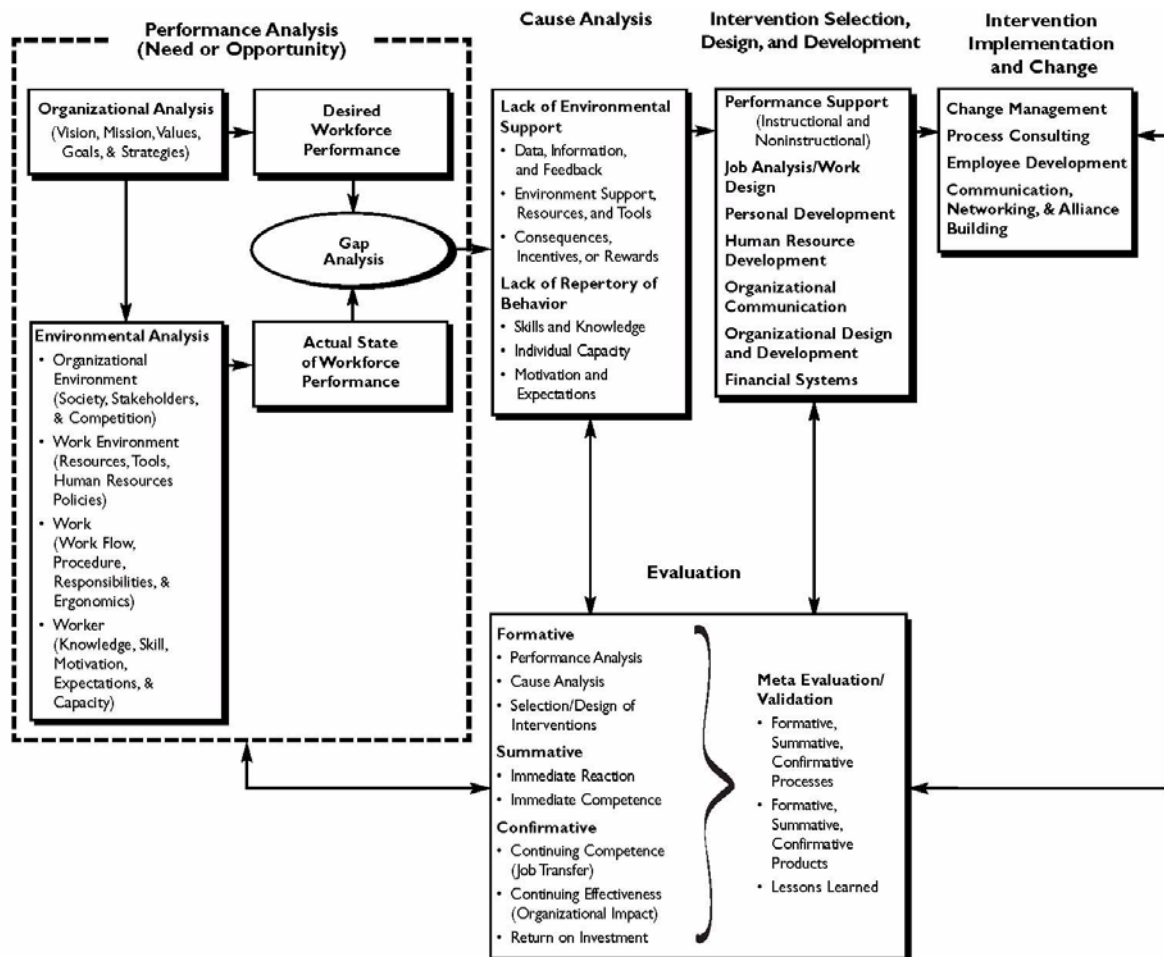 Performance Analysis
(Need or Opportunity)
Organizational Analysis
(Vision, Mission, Values,
Goals, & Strategies)
Desired
Workforce
Performance
Gap
Analysis
Environmental Analysis
• Organizational
Environment
(Society, Stakeholders,
& Competition)
• Work Environment
(Resources, Tools,
Human Resources
Policies)
• Work
(Work Flow,
Procedure,
Responsibilities, &
Ergonomics)
• Worker
(Knowledge, Skill,
Motivation,
Expectations, &
Capacity)
Actual State
of Workforce
Performance
Cause Analysis
Lack of Environmental
Support
• Data, Information,
and Feedback
• Environment Support,
Resources, and Tools
• Consequences,
Incentives, or Rewards
Lack of Repertory of
Behavior
• Skills and Knowledge
• Individual Capacity
• Motivation and
Expectations
Intervention Selection,
Design, and Development
Performance Support
(Instructional and
Noninstructional)
Job Analysis/Work
Design
Personal Development
Human Resource
Development
Organizational
Communication
Organizational Design
and Development
Financial Systems
Intervention
Implementation
and Change
Change Management
Process Consulting
Employee Development
Communication,
Networking, & Alliance
Building
Evaluation
Formative
• Performance Analysis
• Cause Analysis
• Selection/Design of
Interventions
Summative
• Immediate Reaction
• Immediate Competence
Confirmative
• Continuing Competence
(Job Transfer)
• Continuing Effectiveness
(Organizational Impact)
• Return on Investment
Meta Evaluation/
Validation
• Formative,
Summative,
Confirmative
Processes
• Formative,
Summative,
Confirmative
Products
• Lessons Learned